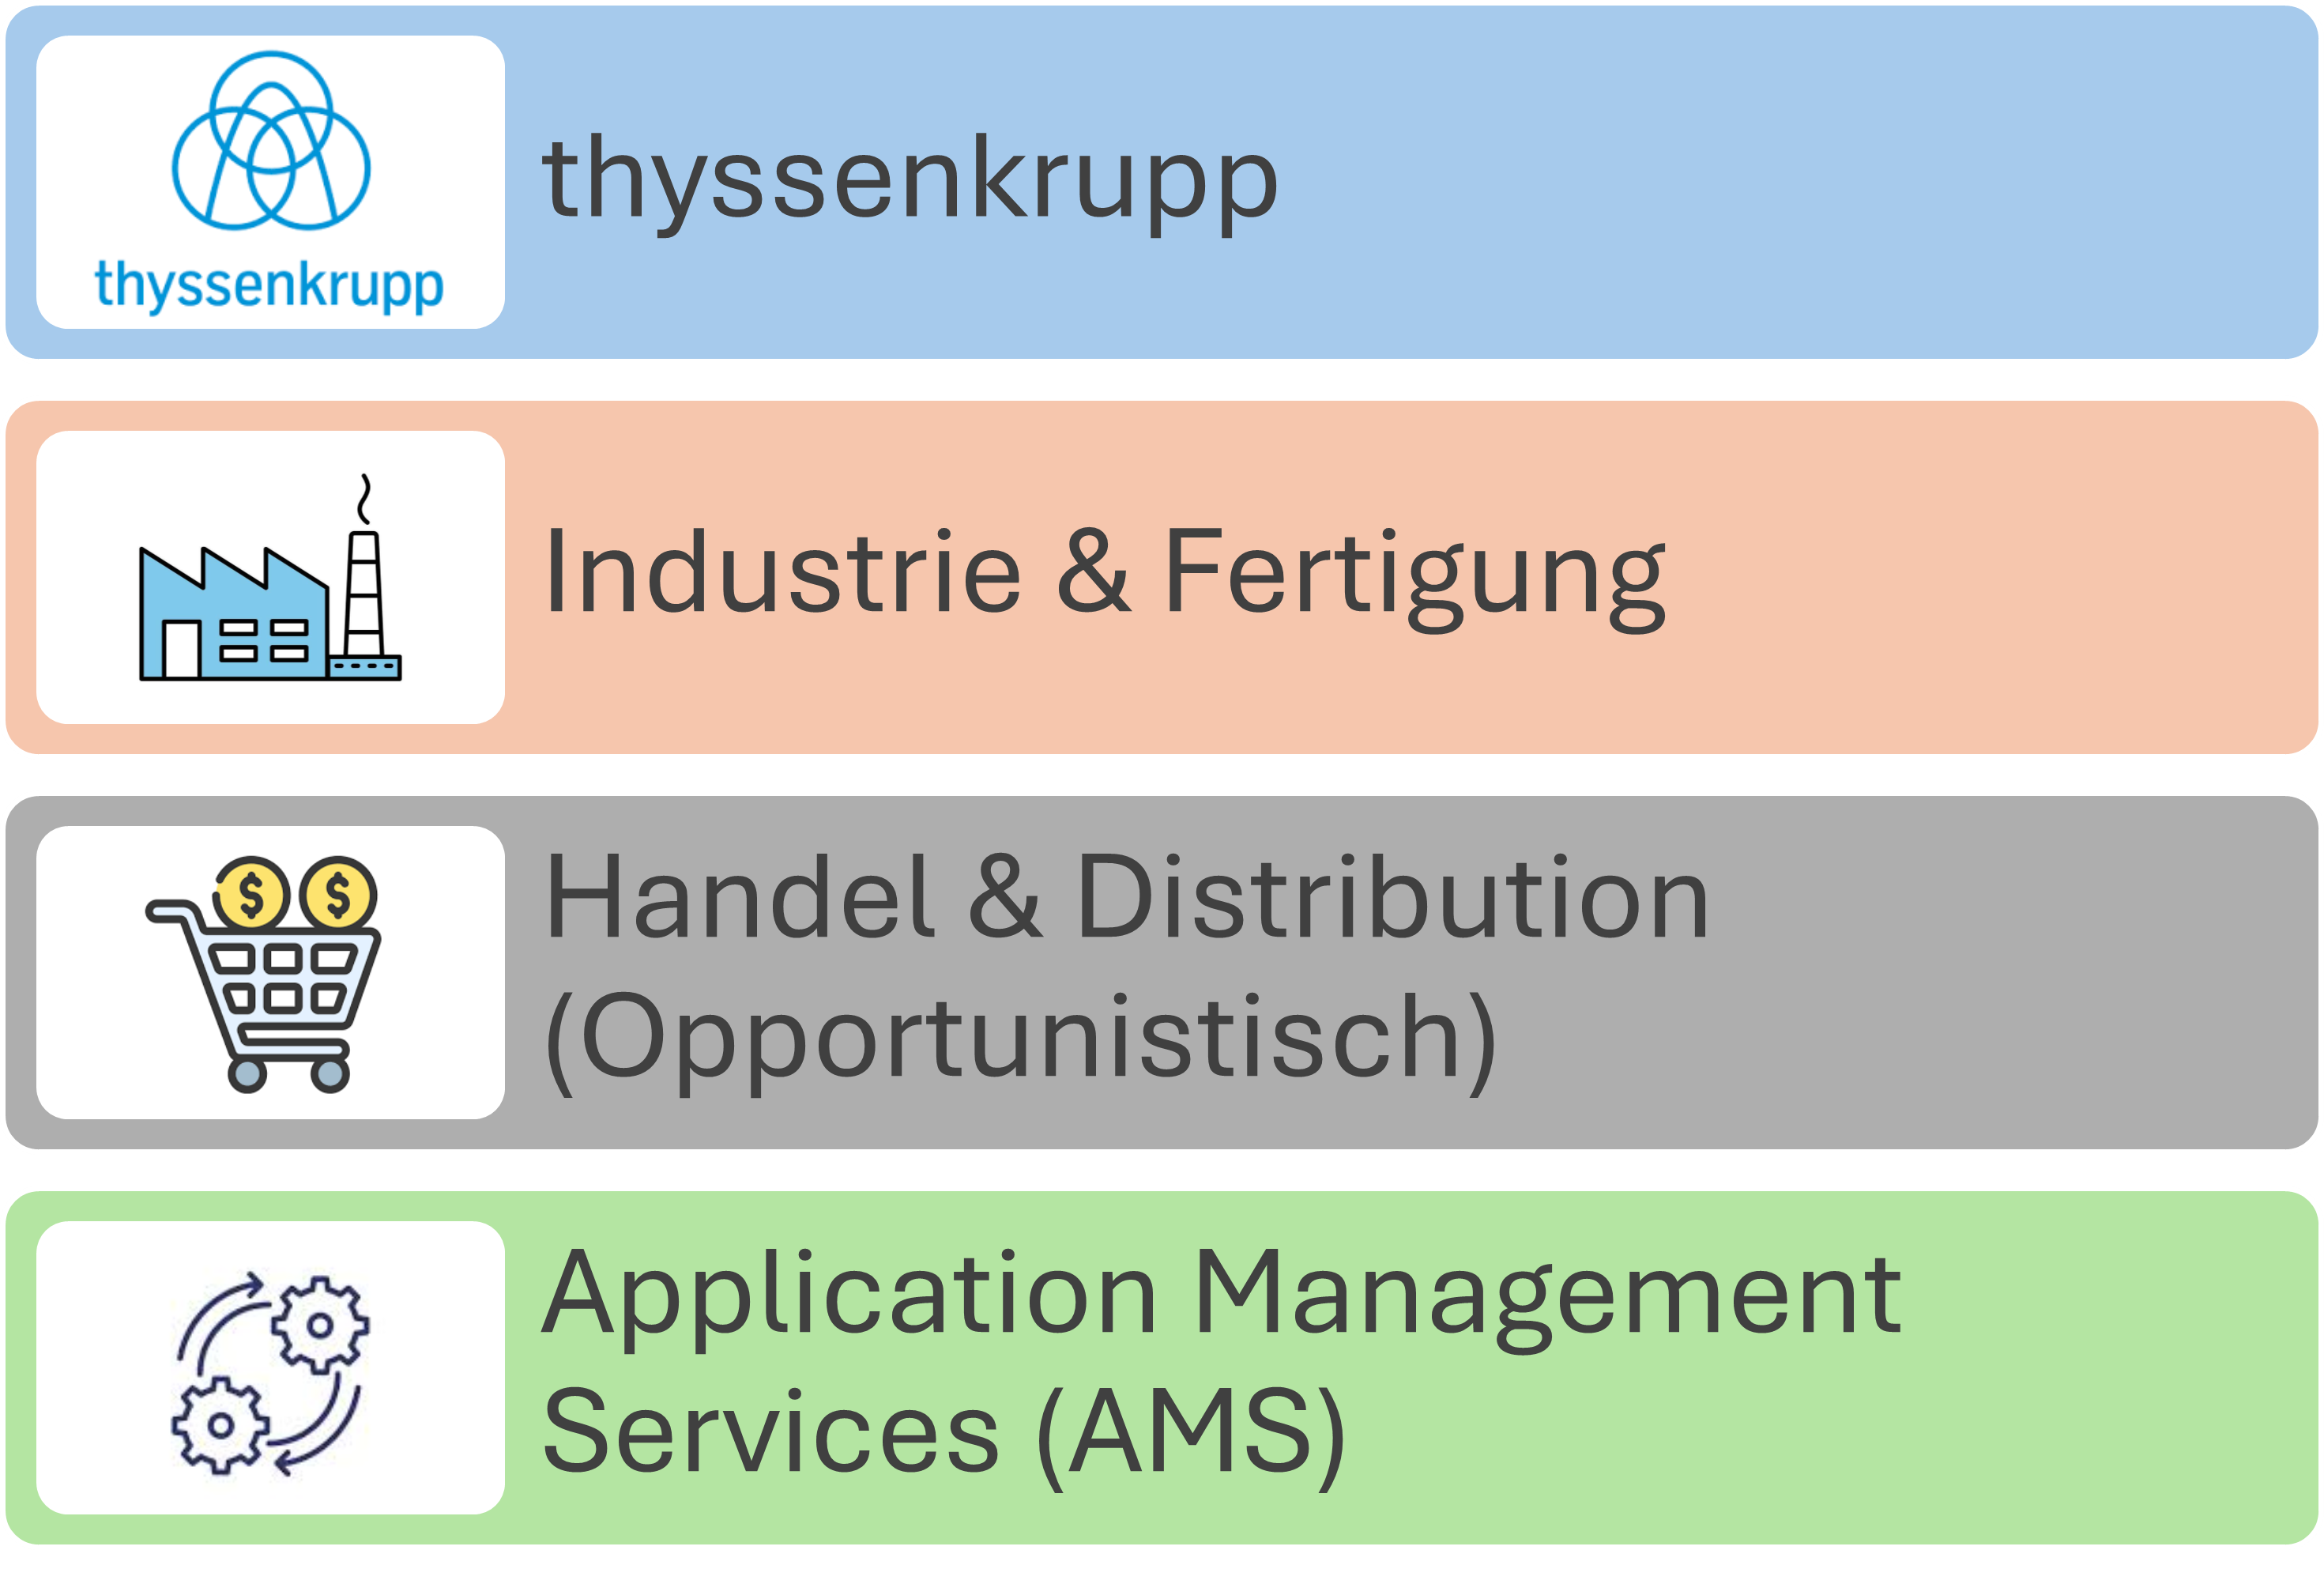 thyssenkrupp
thyssenkrupp
Industrie & Fertigung
$ $
Handel & Distribution
(Opportunistisch)
Application Management
Services (AMS)